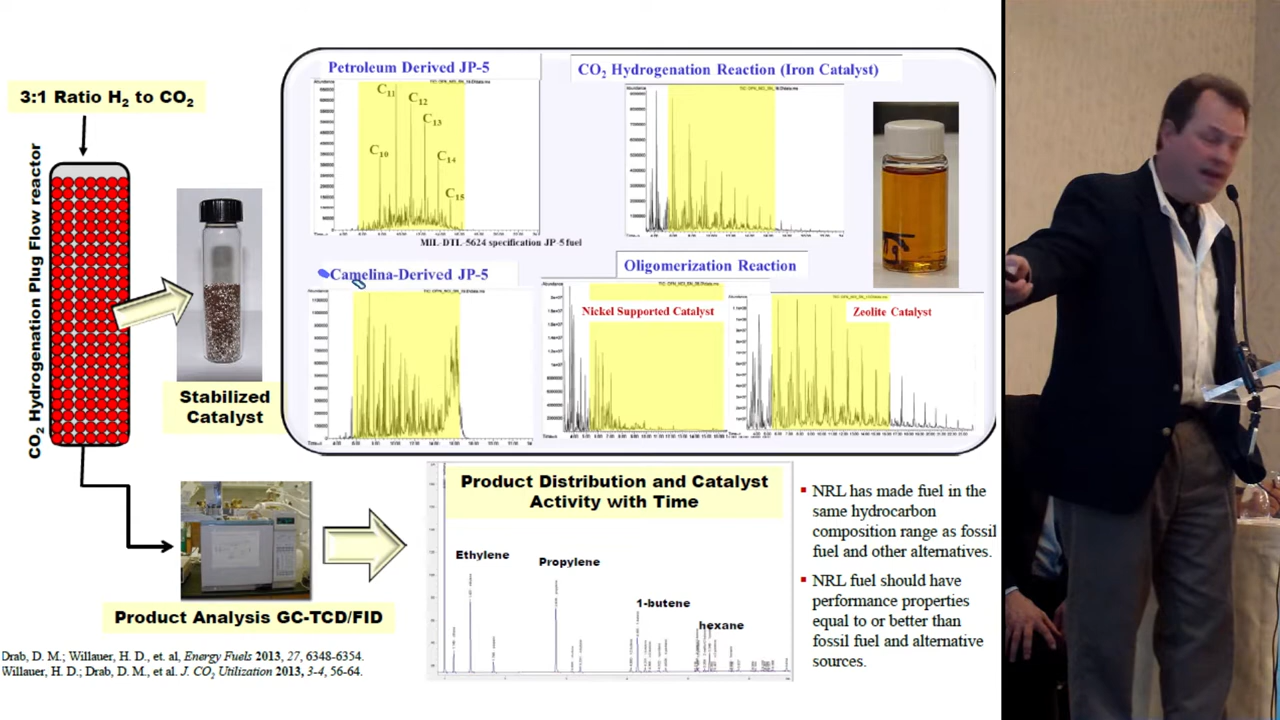 3:1 Ratio H₂ to CO₂
CO₂ Hydrogenation Plug Flow reactor
Stabilized
Catalyst
Product Analysis GC-TCD/FID
Drab, D. M.; Willauer, H. D., et. al, Energy Fuels 2013, 27, 6348-6354.
Willauer, H. D.; Drab, D. M., et al. J. CO₂ Utilization 2013, 3-4, 56-64.
Petroleum Derived JP-5
C₁₁
C₁₂
C₁₃
C₁₀
C₁₄
C₁₅
MIL-DTL-5624 specification JP-5 fuel
CO₂ Hydrogenation Reaction (Iron Catalyst)
Camelina-Derived JP-5
Oligomerization Reaction
Nickel Supported Catalyst
Zeolite Catalyst
Product Distribution and Catalyst
Activity with Time
Ethylene
Propylene
1-butene
hexane
NRL has made fuel in the
same hydrocarbon
composition range as fossil
fuel and other alternatives.
NRL fuel should have
performance properties
equal to or better than
fossil fuel and alternative
sources.